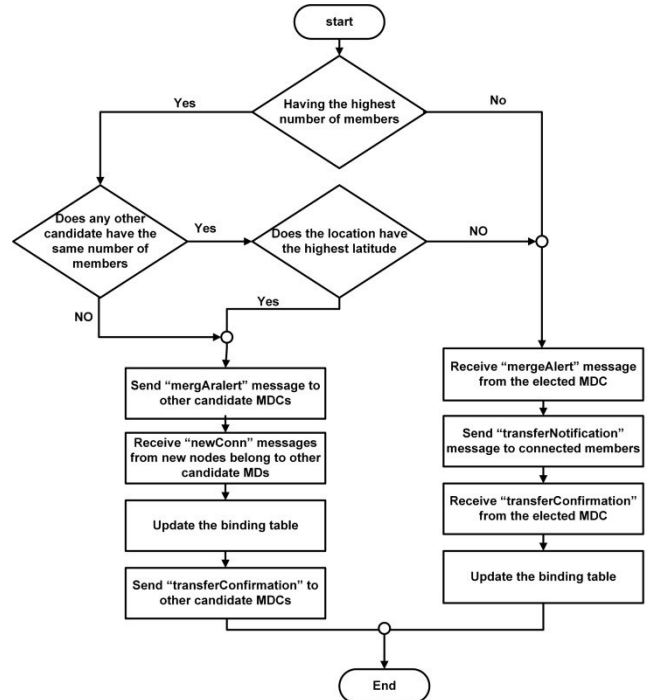 start
Having the highest
number of members
Yes
No
Does any other
candidate have the
same number of
members
Yes
Does the location have
the highest latitude
NO
NO
Yes
Send “mergAralert” message to
other candidate MDCs
Receive “newConn” messages
from new nodes belong to other
candidate MDs
Update the binding table
Send “transferConfirmation” to
other candidate MDCs
Receive “mergeAlert” message
from the elected MDC
Send “transferNotification”
message to connected members
Receive “transferConfirmation”
from the elected MDC
Update the binding table
End